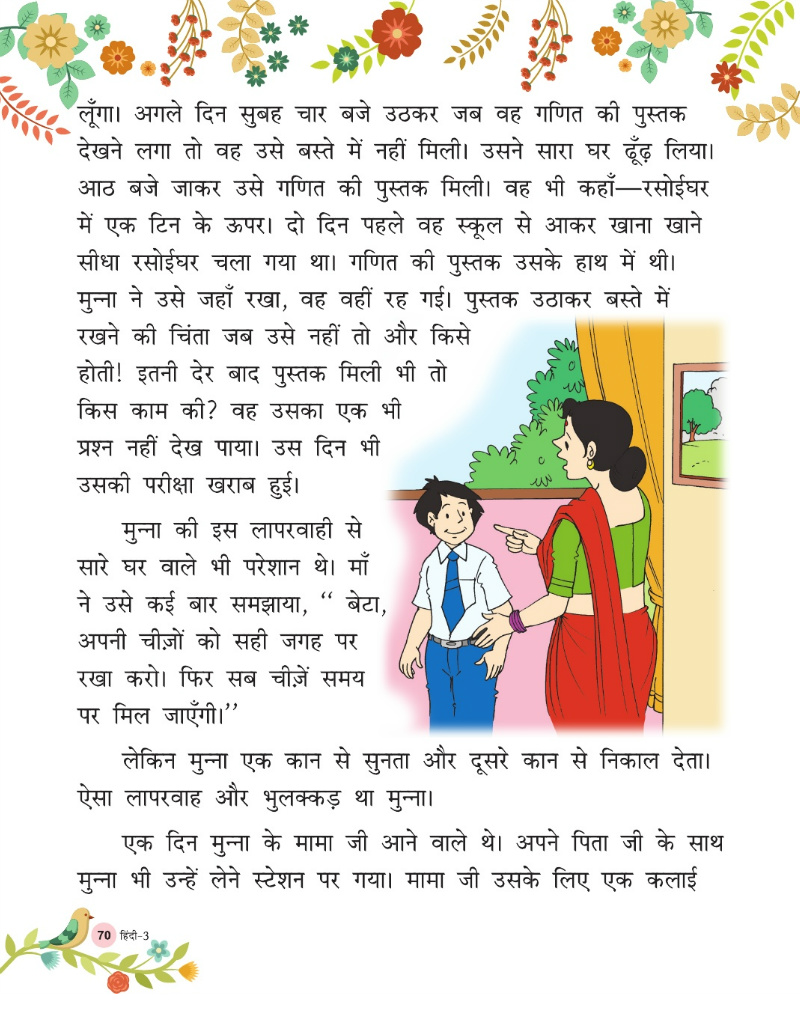 लूँगा। अगले दिन सुबह चार बजे उठकर जब वह गणित की पुस्तक
देखने लगा तो वह उसे बस्ते में नहीं मिली। उसने सारा घर ढूँढ़ लिया।
आठ बजे जाकर उसे गणित की पुस्तक मिली। वह भी कहाँ—रसोईघर
में एक टिन के ऊपर। दो दिन पहले वह स्कूल से आकर खाना खाने
सीधा रसोईघर चला गया था। गणित की पुस्तक उसके हाथ में थी।
मुन्ना ने उसे जहाँ रखा, वह वहीं रह गई। पुस्तक उठाकर बस्ते में
रखने की चिंता जब उसे नहीं तो और किसे
होती! इतनी देर बाद पुस्तक मिली भी तो
किस काम की? वह उसका एक भी
प्रश्न नहीं देख पाया। उस दिन भी
उसकी परीक्षा खराब हुई।
मुन्ना की इस लापरवाही से
सारे घर वाले भी परेशान थे। माँ
ने उसे कई बार समझाया, ‘‘ बेटा,
अपनी चीज़ों को सही जगह पर
रखा करो। फिर सब चीज़ें समय
पर मिल जाएँगी।’’
लेकिन मुन्ना एक कान से सुनता और दूसरे कान से निकाल देता।
ऐसा लापरवाह और भुलक्कड़ था मुन्ना।
एक दिन मुन्ना के मामा जी आने वाले थे। अपने पिता जी के साथ
मुन्ना भी उन्हें लेने स्टेशन पर गया। मामा जी उसके लिए एक कलाई
70 हिंदी-3